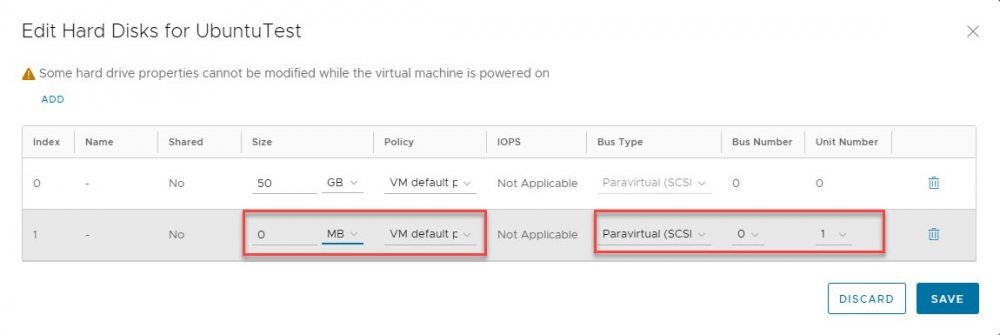 Edit Hard Disks for UbuntuTest
Some hard drive properties cannot be modified while the virtual machine is powered on
ADD
Index Name Shared Size Policy IOPS Bus Type Bus Number Unit Number
0 - No 50 GB VM default p Not Applicable Paravirtual (SCSI 0 0
1 - No 0 MB VM default p Not Applicable Paravirtual (SCSI 0 1
DISCARD SAVE